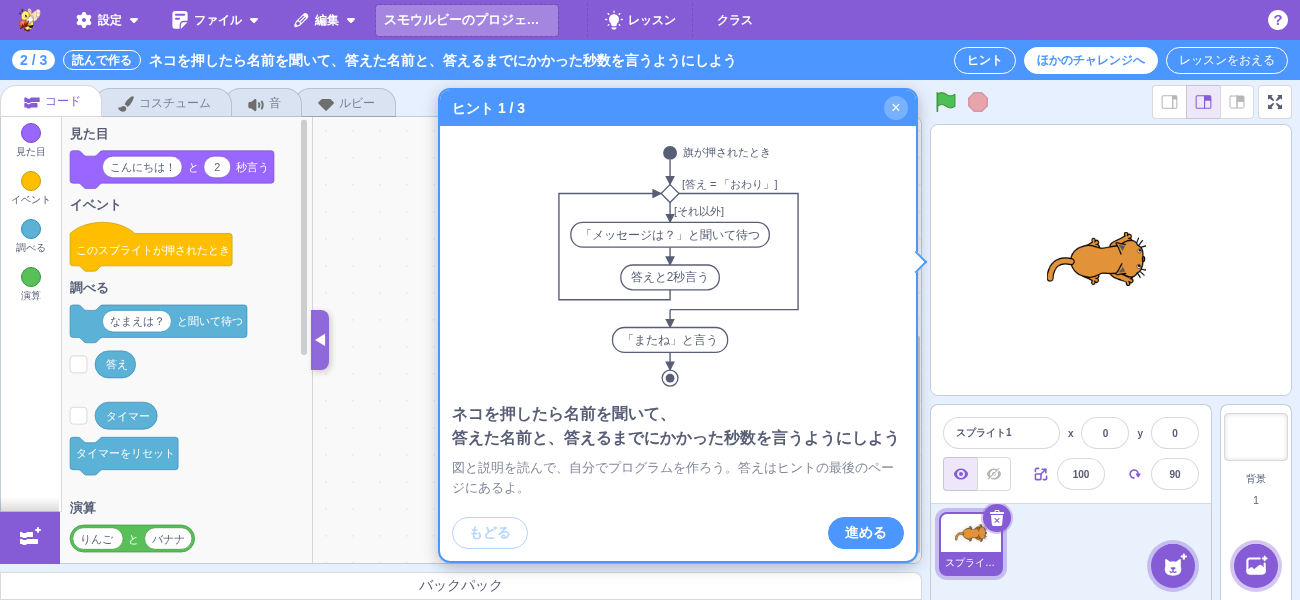 設定
ファイル
編集
スモウルビーのプロジェ…
レッスン
クラス
?
2 / 3
読んで作る
ネコを押したら名前を聞いて、答えた名前と、答えるまでにかかった秒数を言うようにしよう
ヒント
ほかのチャレンジへ
レッスンをおえる
コード
コスチューム
音
ルビー
見た目
イベント
調べる
演算
見た目
こんにちは！ と 2 秒言う
イベント
このスプライトが押されたとき
調べる
なまえは？ と聞いて待つ
答え
タイマー
タイマーをリセット
演算
りんご と バナナ
ヒント 1 / 3
×
旗が押されたとき
[答え =「おわり」]
[それ以外]
「メッセージは？」と聞いて待つ
答えと2秒言う
「またね」と言う
ネコを押したら名前を聞いて、
答えた名前と、答えるまでにかかった秒数を言うようにしよう
図と説明を読んで、自分でプログラムを作ろう。答えはヒントの最後のペー
ジにあるよ。
もどる
進める
スプライト1
x 0 y 0
100
90
スプライ…
背景
1
バックパック